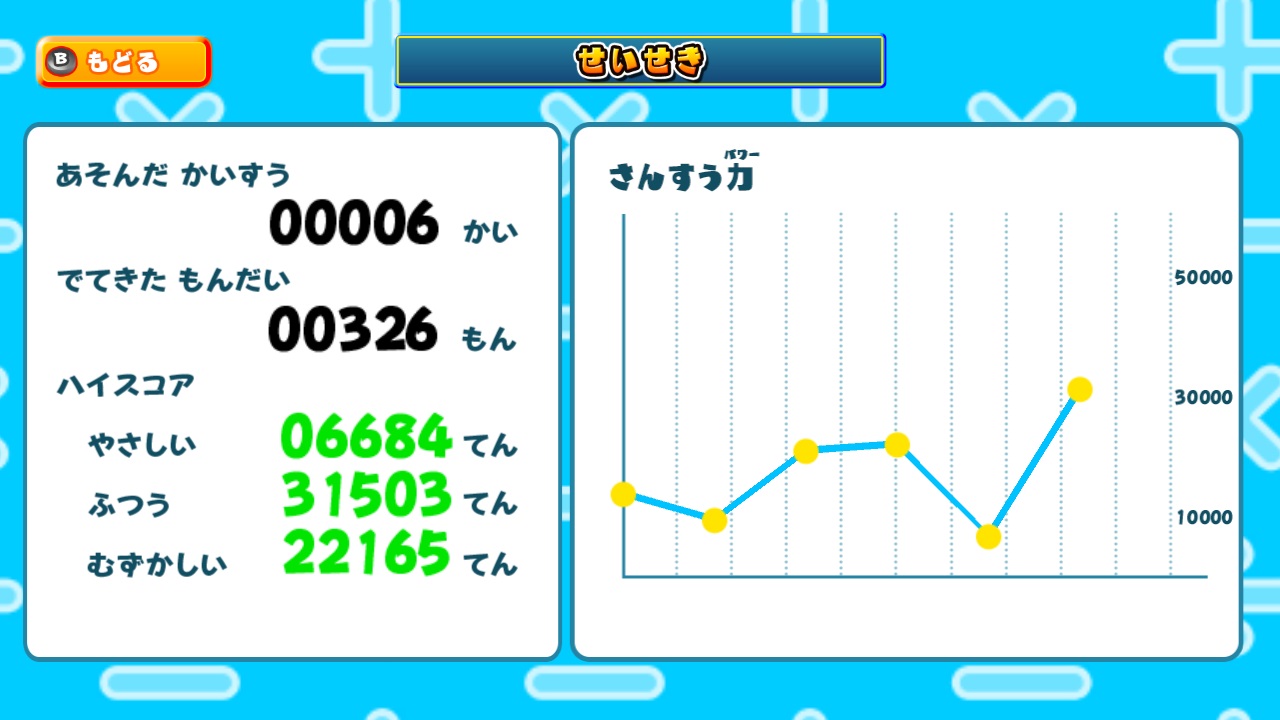 B もどる
せいせき
あそんだ かいすう
00006 かい
でてきた もんだい
00326 もん
ハイスコア
やさしい 06684 てん
ふつう 31503 てん
むずかしい 22165 てん
パワー
さんすう力
50000
30000
10000